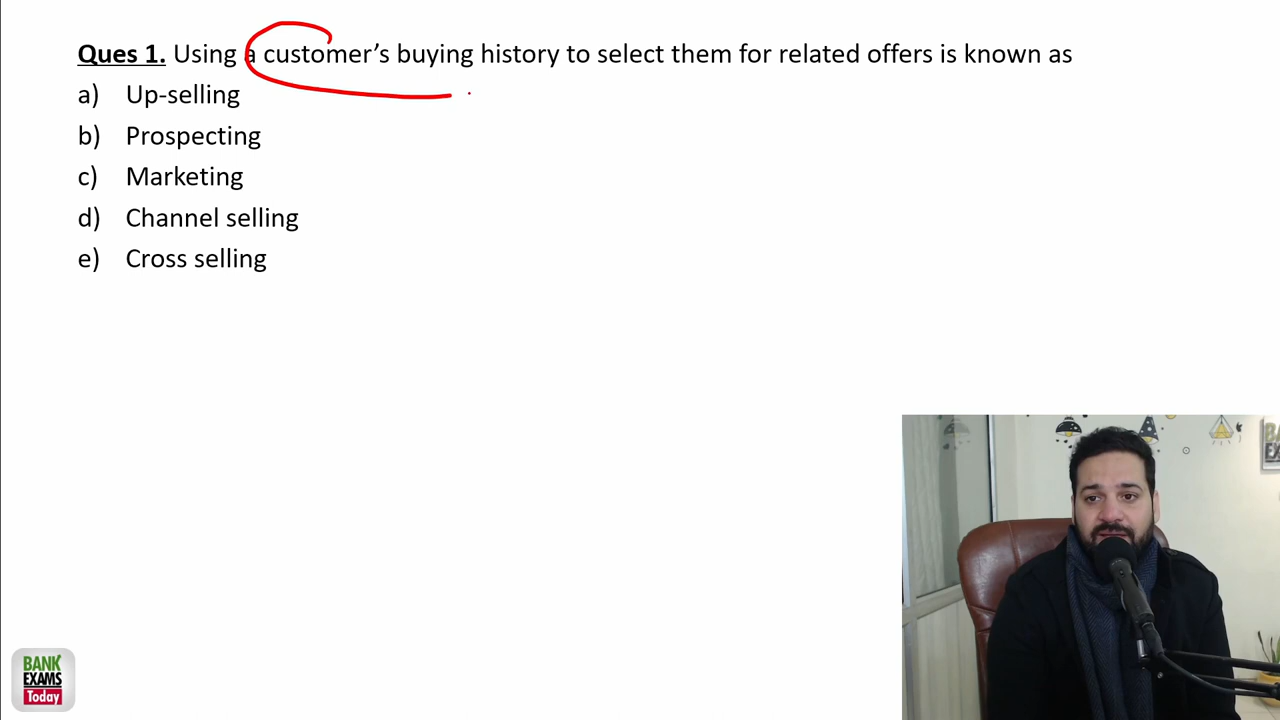 Ques 1. Using a customer’s buying history to select them for related offers is known as
a) Up-selling
b) Prospecting
c) Marketing
d) Channel selling
e) Cross selling
BANK
EXAMS
Today